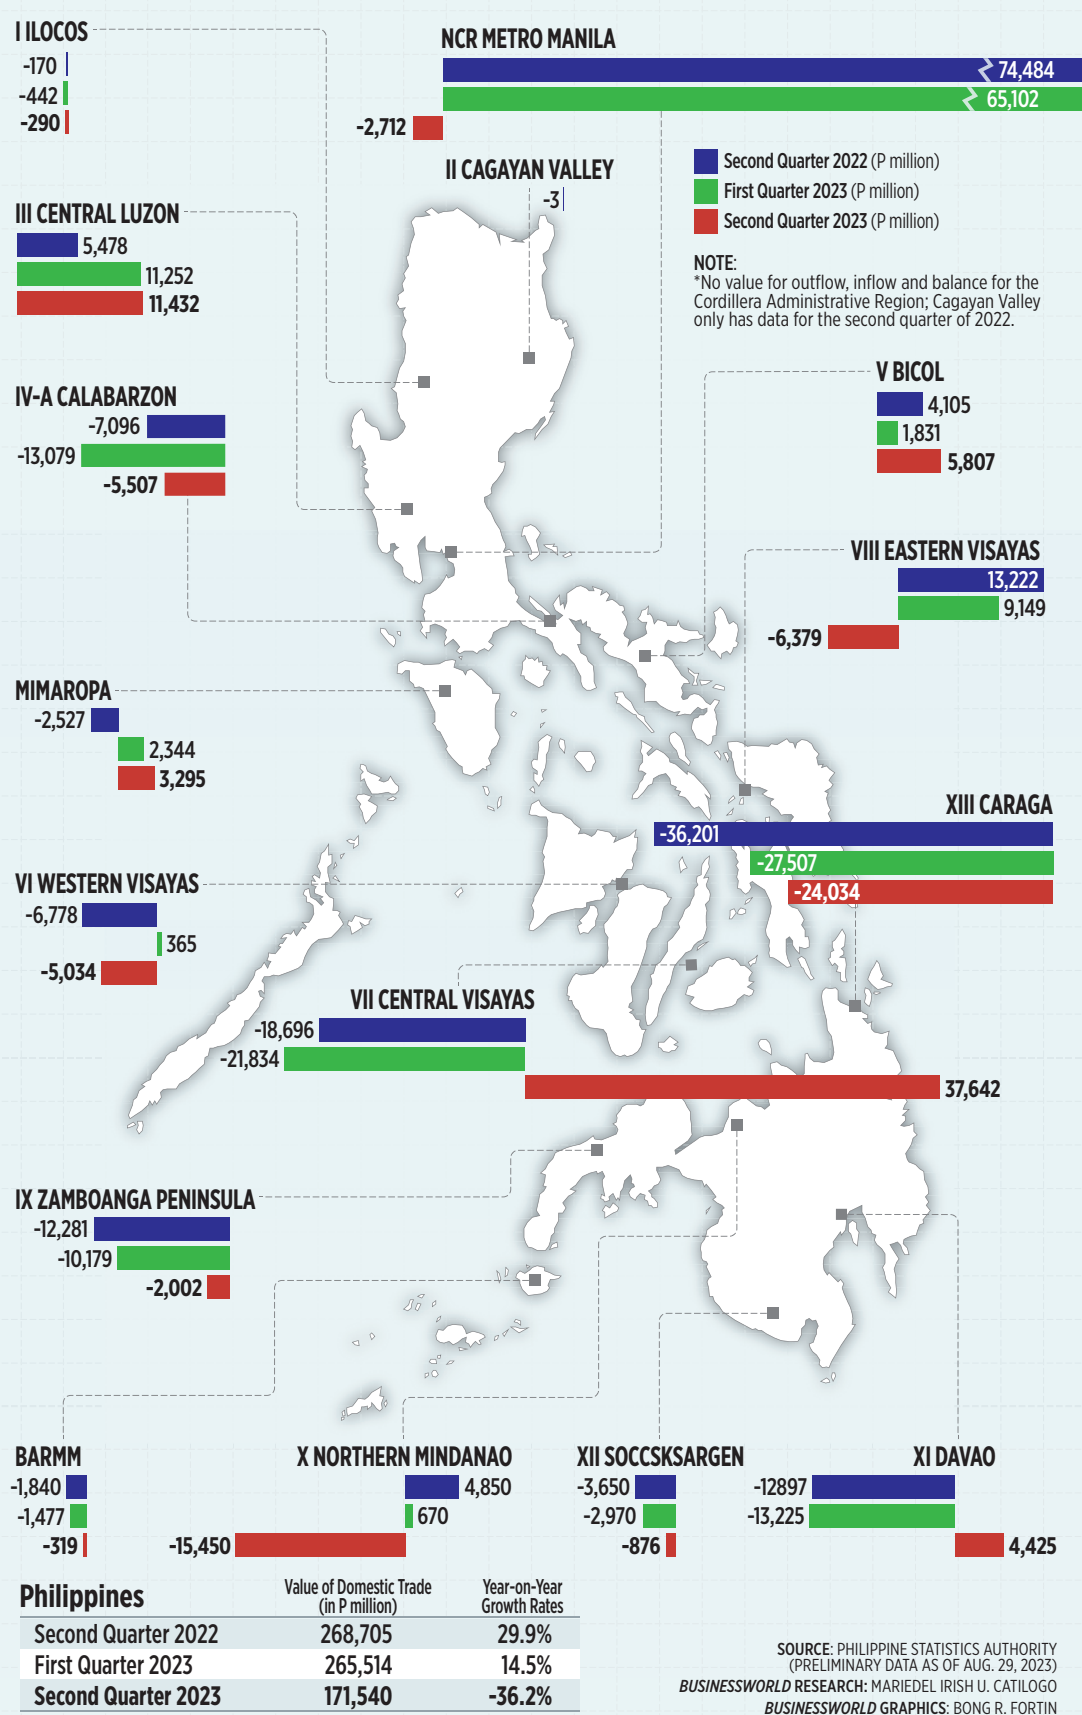 I ILOCOS
-170
-442
-290
NCR METRO MANILA
74,484
65,102
-2,712
II CAGAYAN VALLEY
-3
Second Quarter 2022 (P million)
First Quarter 2023 (P million)
Second Quarter 2023 (P million)
NOTE:
*No value for outflow, inflow and balance for the
Cordillera Administrative Region; Cagayan Valley
only has data for the second quarter of 2022.
III CENTRAL LUZON
5,478
11,252
11,432
IV-A CALABARZON
-7,096
-13,079
-5,507
V BICOL
4,105
1,831
5,807
VIII EASTERN VISAYAS
13,222
9,149
-6,379
MIMAROPA
-2,527
2,344
3,295
XIII CARAGA
-36,201
-27,507
-24,034
VI WESTERN VISAYAS
-6,778
365
-5,034
VII CENTRAL VISAYAS
-18,696
-21,834
37,642
IX ZAMBOANGA PENINSULA
-12,281
-10,179
-2,002
BARMM
-1,840
-1,477
-319
X NORTHERN MINDANAO
4,850
670
-15,450
XII SOCCSKSARGEN
-3,650
-2,970
-876
XI DAVAO
-12897
-13,225
4,425
Philippines Value of Domestic Trade (in P million) Year-on-Year Growth Rates
Second Quarter 2022 268,705 29.9%
First Quarter 2023 265,514 14.5%
Second Quarter 2023 171,540 -36.2%
SOURCE: PHILIPPINE STATISTICS AUTHORITY
(PRELIMINARY DATA AS OF AUG. 29, 2023)
BUSINESSWORLD RESEARCH: MARIEDEL IRISH U. CATILOGO
BUSINESSWORLD GRAPHICS: BONG R. FORTIN